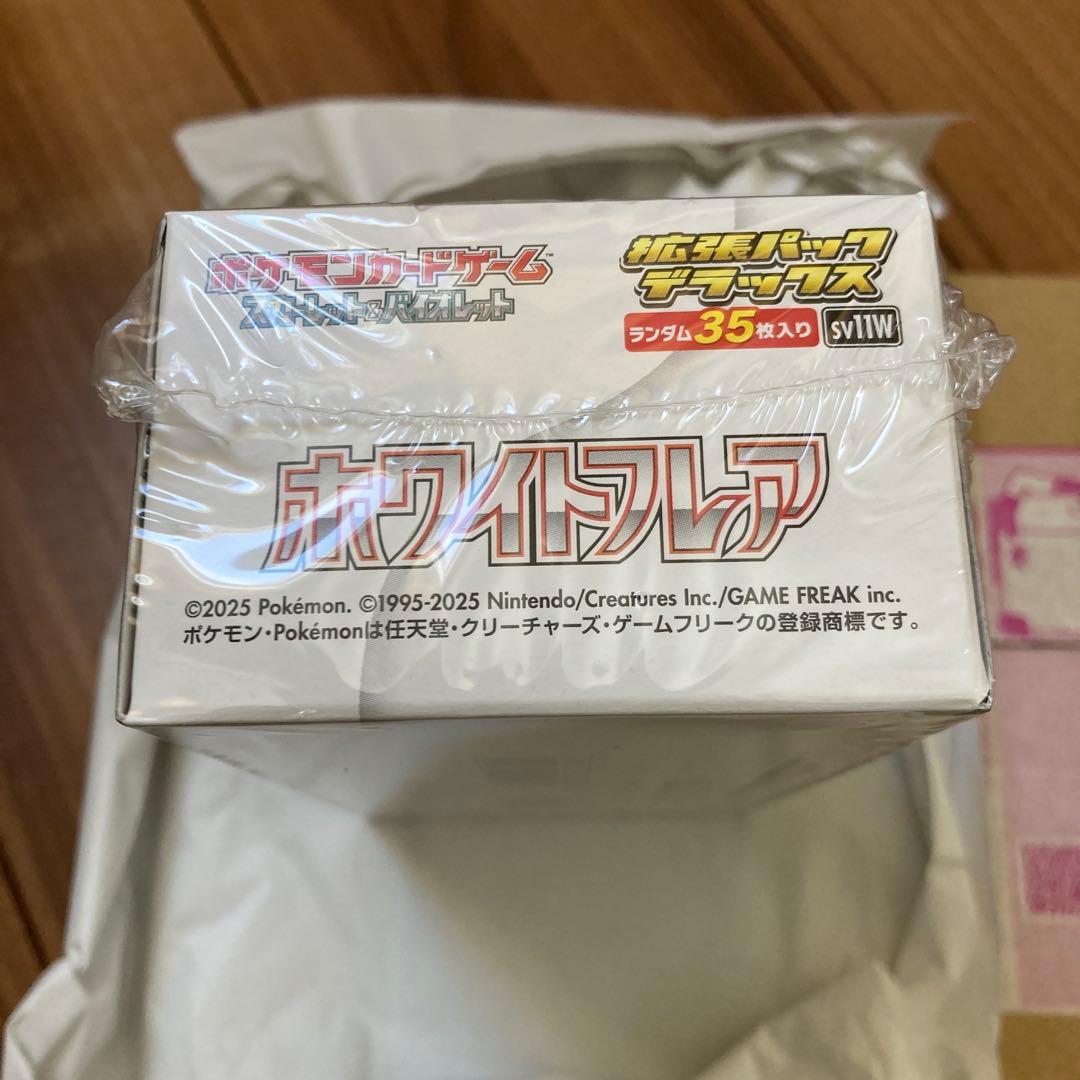 ポケモンカードゲーム™
スカーレット&バイオレット
拡張パック
デラックス
ランダム35枚入り
SV11W
ホワイトフレア
©2025 Pokémon. ©1995-2025 Nintendo/Creatures Inc./GAME FREAK inc.
ポケモン・Pokémonは任天堂・クリーチャーズ・ゲームフリークの登録商標です。